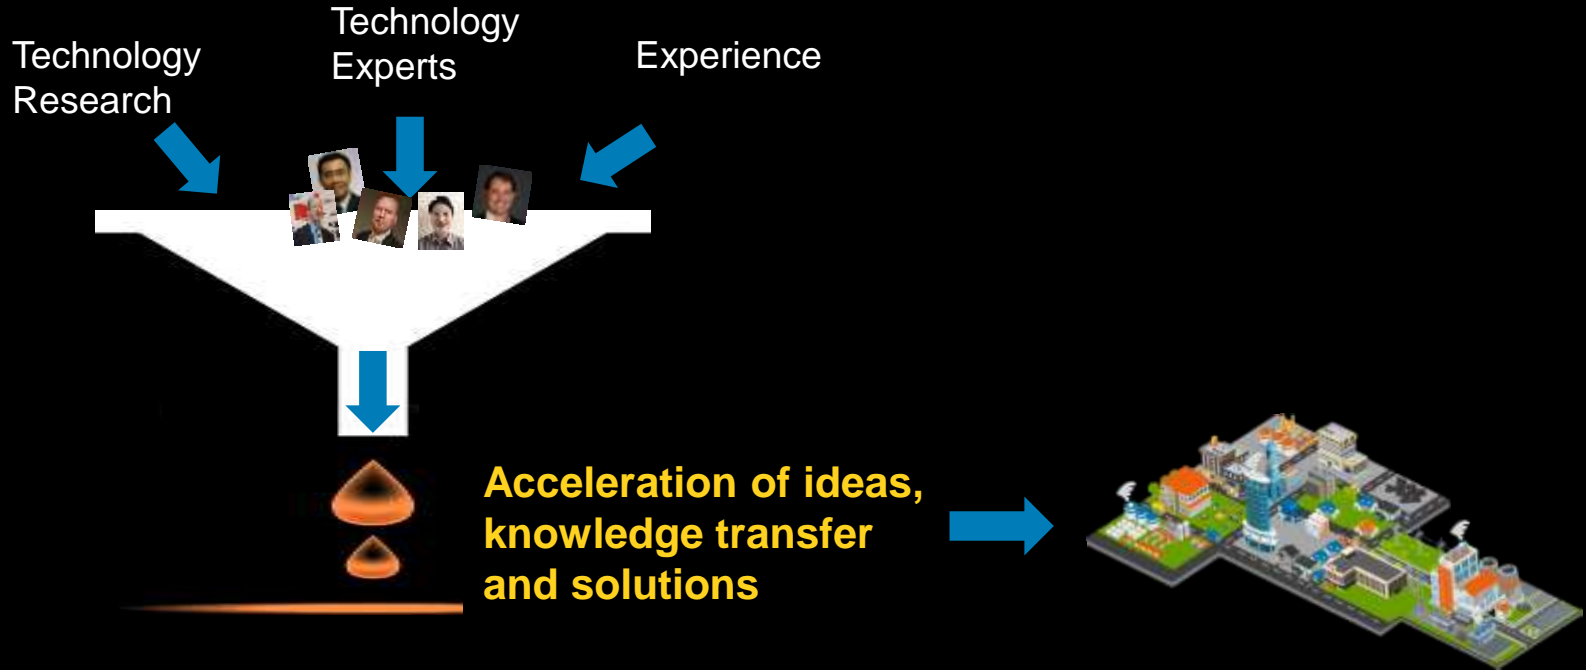 Technology
Research
Technology
Experts
Experience
Acceleration of ideas,
knowledge transfer
and solutions